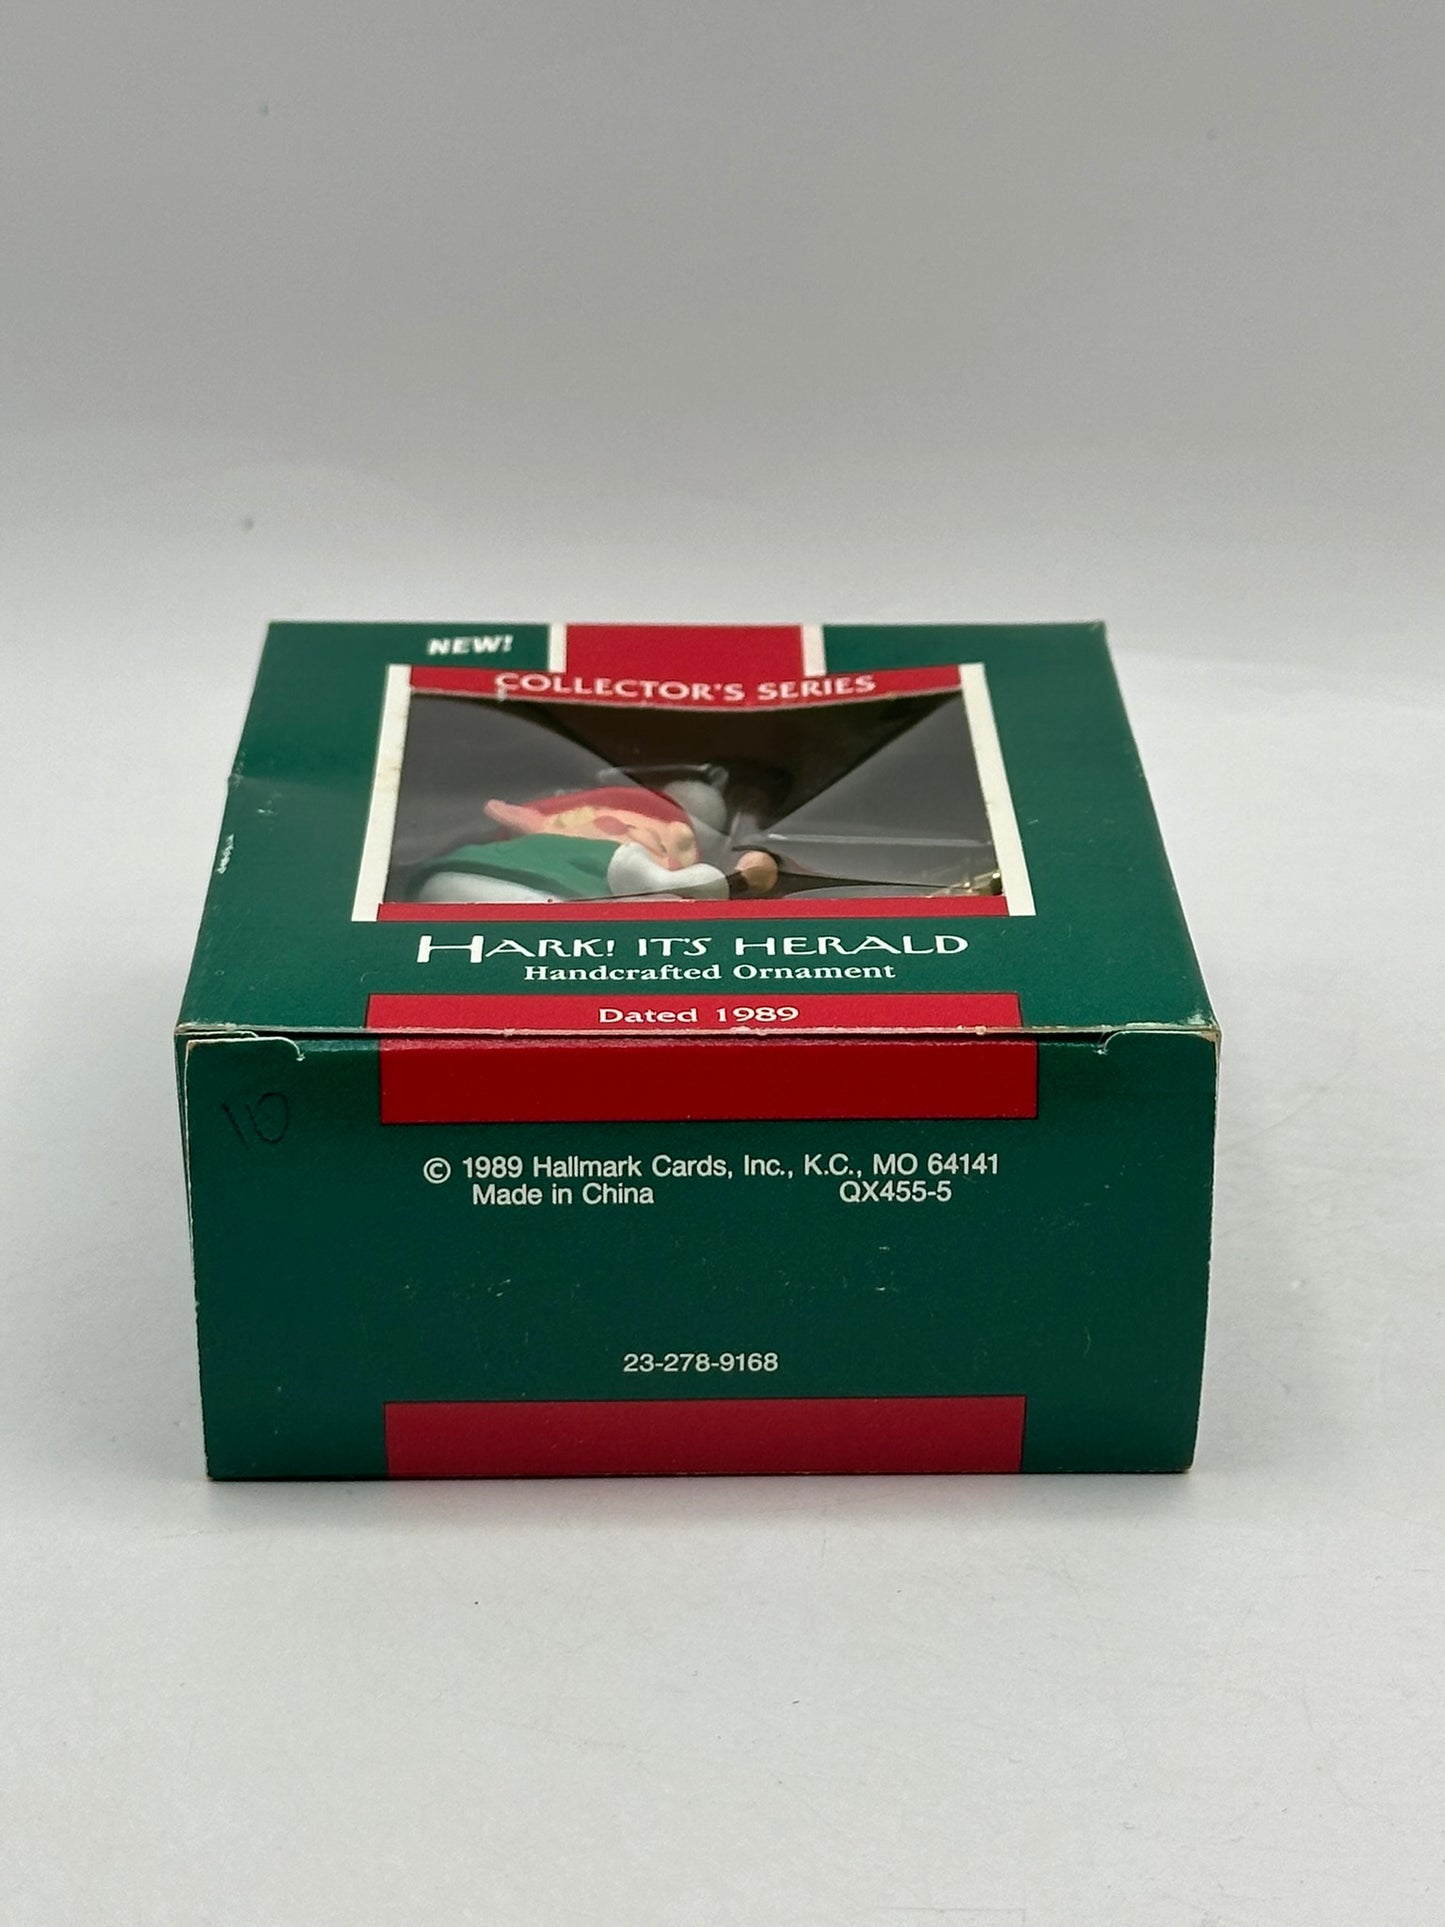 NEW!
COLLECTOR'S SERIES
HARK! IT'S HERALD
Handcrafted Ornament
Dated 1989
110
© 1989 Hallmark Cards, Inc., K.C., MO 64141
Made in China QX455-5
23-278-9168